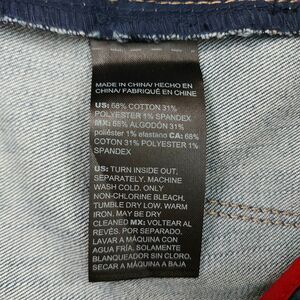 MADE IN CHINA/ HECHO EN
CHINA/ FABRIQUÉ EN CHINE
US: 68% COTTON 31%
POLYESTER 1% SPANDEX
MX: 68% ALGODÓN 31%
poliéster 1% elastano CA: 68%
COTON 31% POLYESTER 1%
SPANDEX
US: TURN INSIDE OUT,
SEPARATELY. MACHINE
WASH COLD. ONLY
NON-CHLORINE BLEACH,
TUMBLE DRY LOW. WARM
IRON. MAY BE DRY
CLEANED MX: VOLTEAR AL
REVÉS, POR SEPARADO.
LAVAR A MÁQUINA CON
AGUA FRÍA, SOLAMENTE
BLANQUEADOR SIN CLORO,
SECAR A MÁQUINA A BAJA